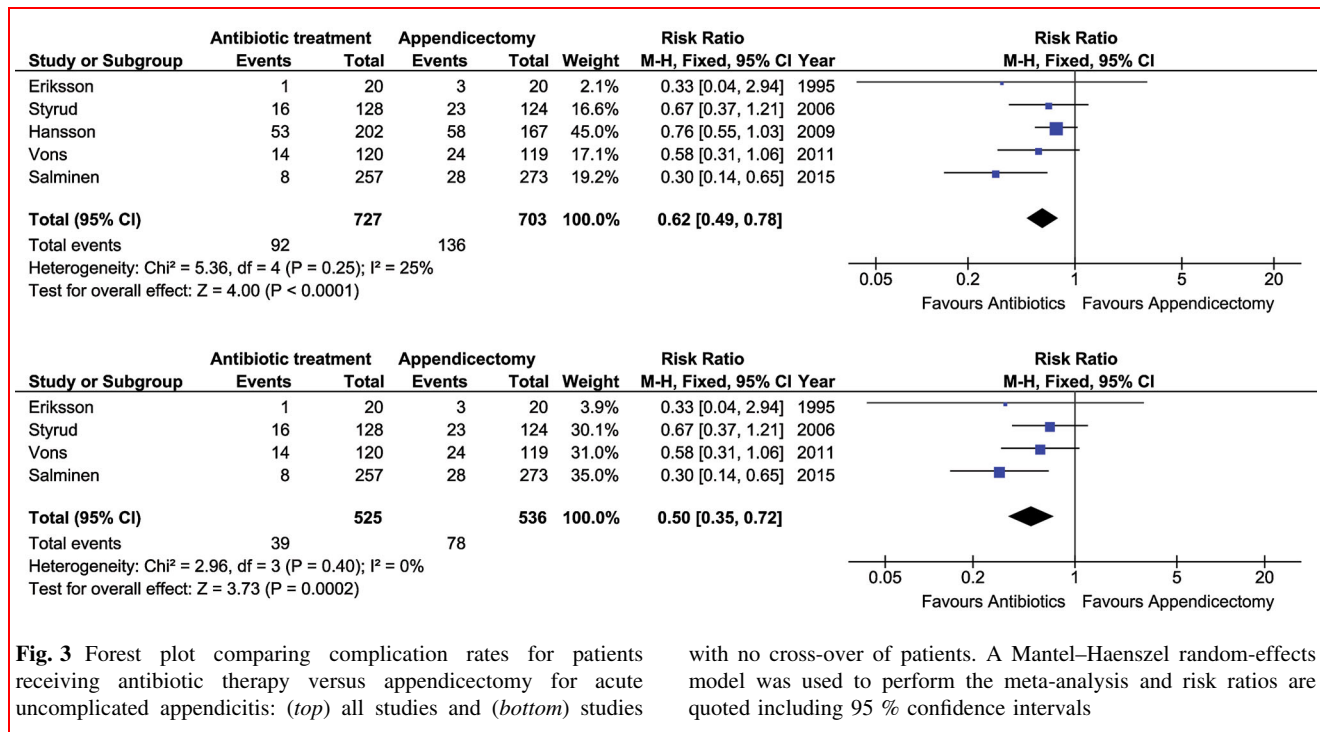 Antibiotic treatment Appendicectomy Risk Ratio Risk Ratio
Study or Subgroup Events Total Events Total Weight M-H, Fixed, 95% CI Year M-H, Fixed, 95% CI
Eriksson 1 20 3 20 2.1% 0.33 [0.04, 2.94] 1995
Styrud 16 128 23 124 16.6% 0.67 [0.37, 1.21] 2006
Hansson 53 202 58 167 45.0% 0.76 [0.55, 1.03] 2009
Vons 14 120 24 119 17.1% 0.58 [0.31, 1.06] 2011
Salminen 8 257 28 273 19.2% 0.30 [0.14, 0.65] 2015
Total (95% CI) 727 703 100.0% 0.62 [0.49, 0.78]
Total events 92 136
Heterogeneity: Chi² = 5.36, df = 4 (P = 0.25); I² = 25%
Test for overall effect: Z = 4.00 (P < 0.0001)
0.05 0.2 1 5 20
Favours Antibiotics Favours Appendicectomy
Antibiotic treatment Appendicectomy Risk Ratio Risk Ratio
Study or Subgroup Events Total Events Total Weight M-H, Fixed, 95% CI Year M-H, Fixed, 95% CI
Eriksson 1 20 3 20 3.9% 0.33 [0.04, 2.94] 1995
Styrud 16 128 23 124 30.1% 0.67 [0.37, 1.21] 2006
Vons 14 120 24 119 31.0% 0.58 [0.31, 1.06] 2011
Salminen 8 257 28 273 35.0% 0.30 [0.14, 0.65] 2015
Total (95% CI) 525 536 100.0% 0.50 [0.35, 0.72]
Total events 39 78
Heterogeneity: Chi² = 2.96, df = 3 (P = 0.40); I² = 0%
Test for overall effect: Z = 3.73 (P = 0.0002)
0.05 0.2 1 5 20
Favours Antibiotics Favours Appendicectomy
Fig. 3 Forest plot comparing complication rates for patients
receiving antibiotic therapy versus appendicectomy for acute
uncomplicated appendicitis: (top) all studies and (bottom) studies
with no cross-over of patients. A Mantel–Haenszel random-effects
model was used to perform the meta-analysis and risk ratios are
quoted including 95 % confidence intervals